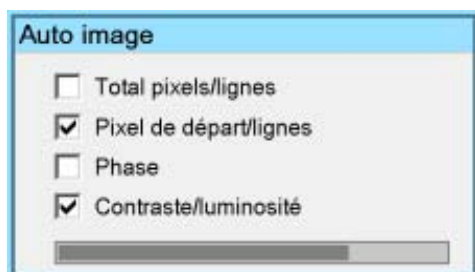 Auto image
Total pixels/lignes
Pixel de départ/lignes
Phase
Contraste/luminosité